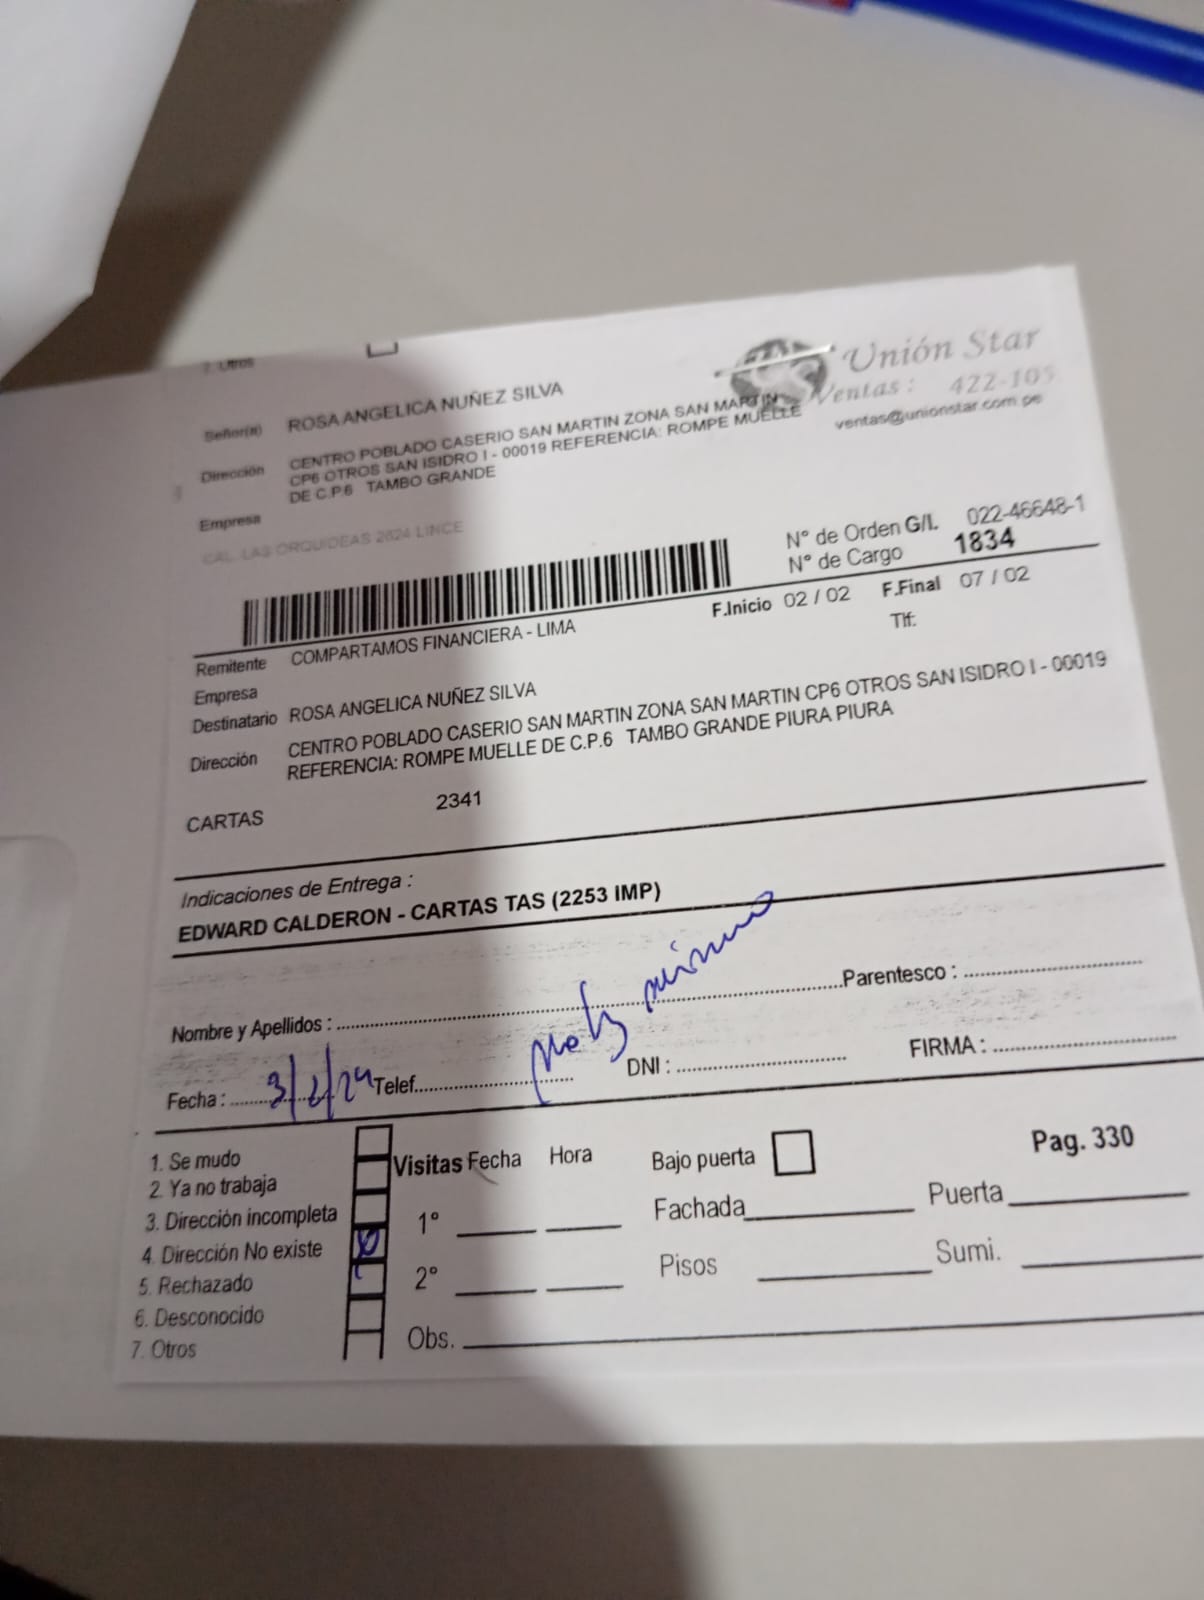 7. Otros
Unión Star
Ventas : 422-105
ventas@unionstar.com.pe
Señor(a) ROSA ANGELICA NUÑEZ SILVA
Dirección CENTRO POBLADO CASERIO SAN MARTIN ZONA SAN MARTIN
CP6 OTROS SAN ISIDRO I - 00019 REFERENCIA: ROMPE MUELLE
DE C.P.6 TAMBO GRANDE
Empresa
CAL. LAS ORQUIDEAS 2624 LINCE
N° de Orden G/I. 022-46648-1
N° de Cargo 1834
F.Inicio 02 / 02 F.Final 07 / 02
Tlf:
Remitente COMPARTAMOS FINANCIERA - LIMA
Empresa
Destinatario ROSA ANGELICA NUÑEZ SILVA
Dirección CENTRO POBLADO CASERIO SAN MARTIN ZONA SAN MARTIN CP6 OTROS SAN ISIDRO I - 00019
REFERENCIA: ROMPE MUELLE DE C.P.6 TAMBO GRANDE PIURA PIURA
CARTAS 2341
Indicaciones de Entrega :
EDWARD CALDERON - CARTAS TAS (2253 IMP)
Nombre y Apellidos : Parentesco :
Fecha : 3/2/24 Telef. DNI : FIRMA :
1. Se mudo
2. Ya no trabaja
3. Dirección incompleta
4. Dirección No existe
5. Rechazado
6. Desconocido
7. Otros
Visitas Fecha Hora
1°
2°
Obs.
Bajo puerta
Fachada
Pisos
Pag. 330
Puerta
Sumi.